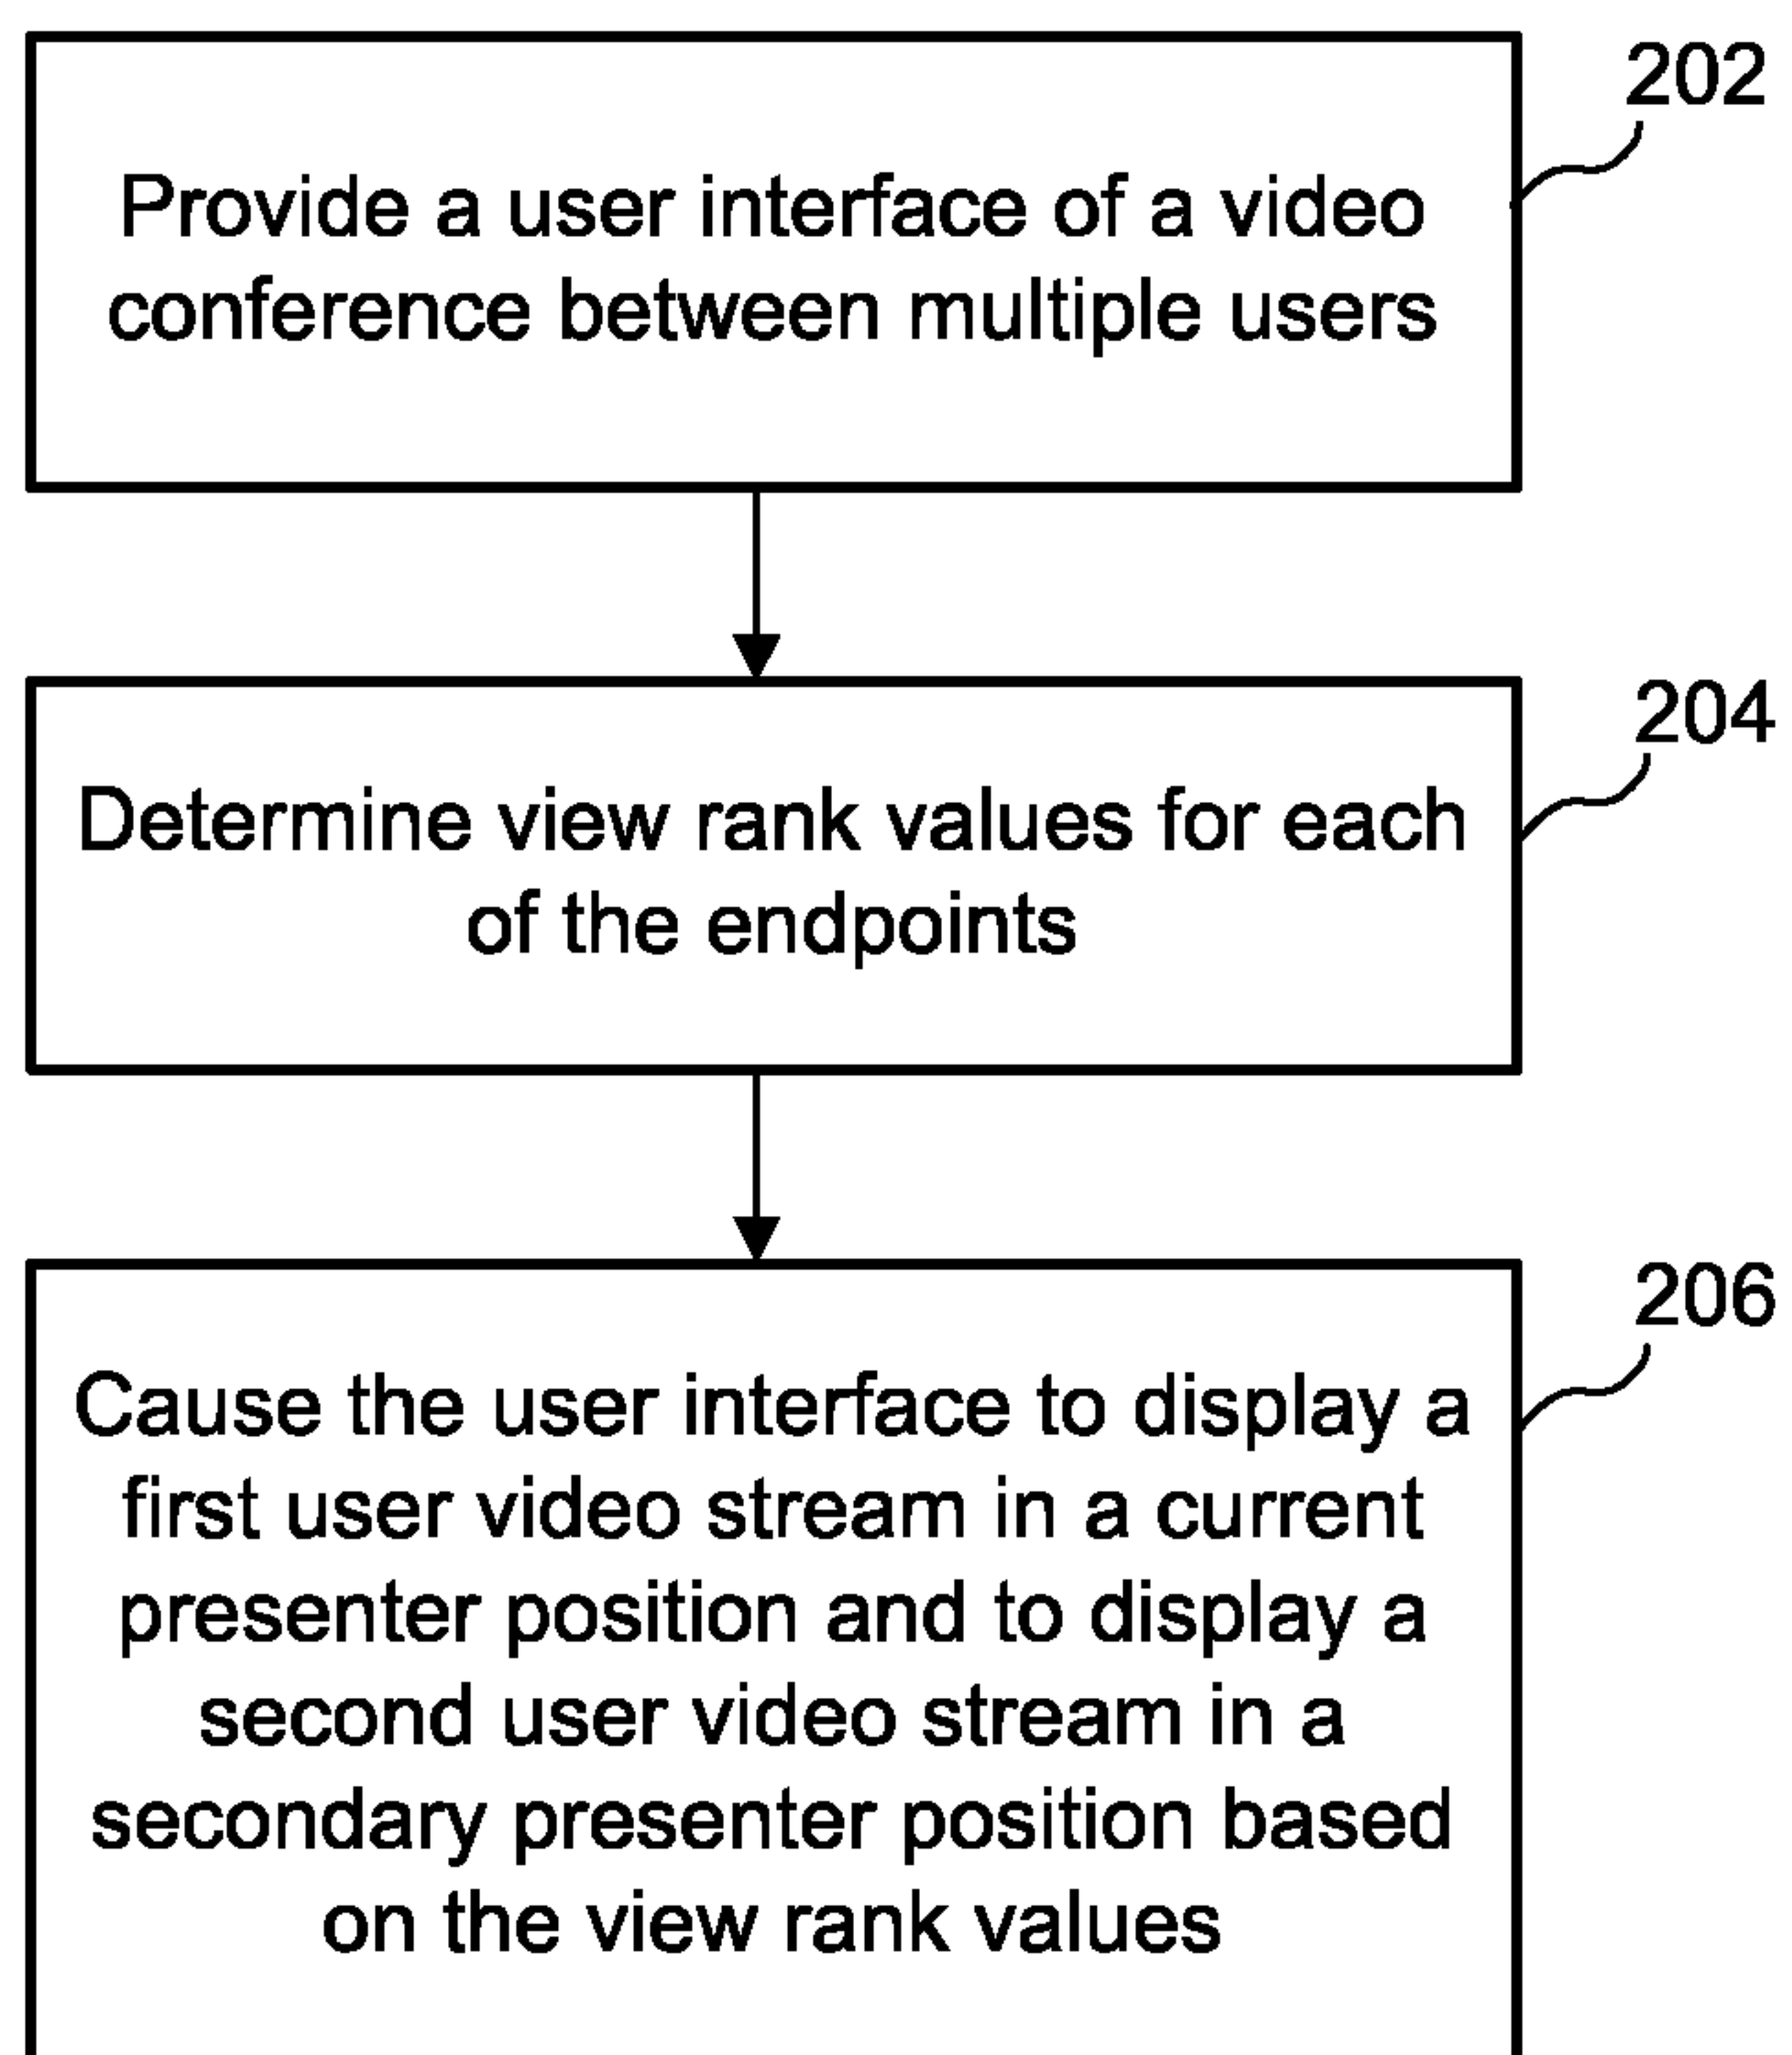 202
Provide a user interface of a video
conference between multiple users
204
Determine view rank values for each
of the endpoints
206
Cause the user interface to display a
first user video stream in a current
presenter position and to display a
second user video stream in a
secondary presenter position based
on the view rank values